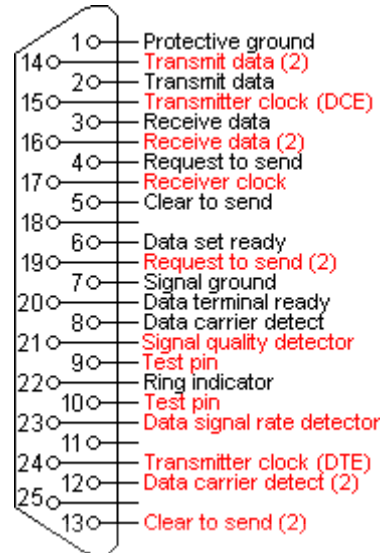 1 Protective ground
14 Transmit data (2)
2 Transmit data
15 Transmitter clock (DCE)
3 Receive data
16 Receive data (2)
4 Request to send
17 Receiver clock
5 Clear to send
18
6 Data set ready
19 Request to send (2)
7 Signal ground
20 Data terminal ready
8 Data carrier detect
21 Signal quality detector
9 Test pin
22 Ring indicator
10 Test pin
23 Data signal rate detector
11
24 Transmitter clock (DTE)
12 Data carrier detect (2)
25
13 Clear to send (2)